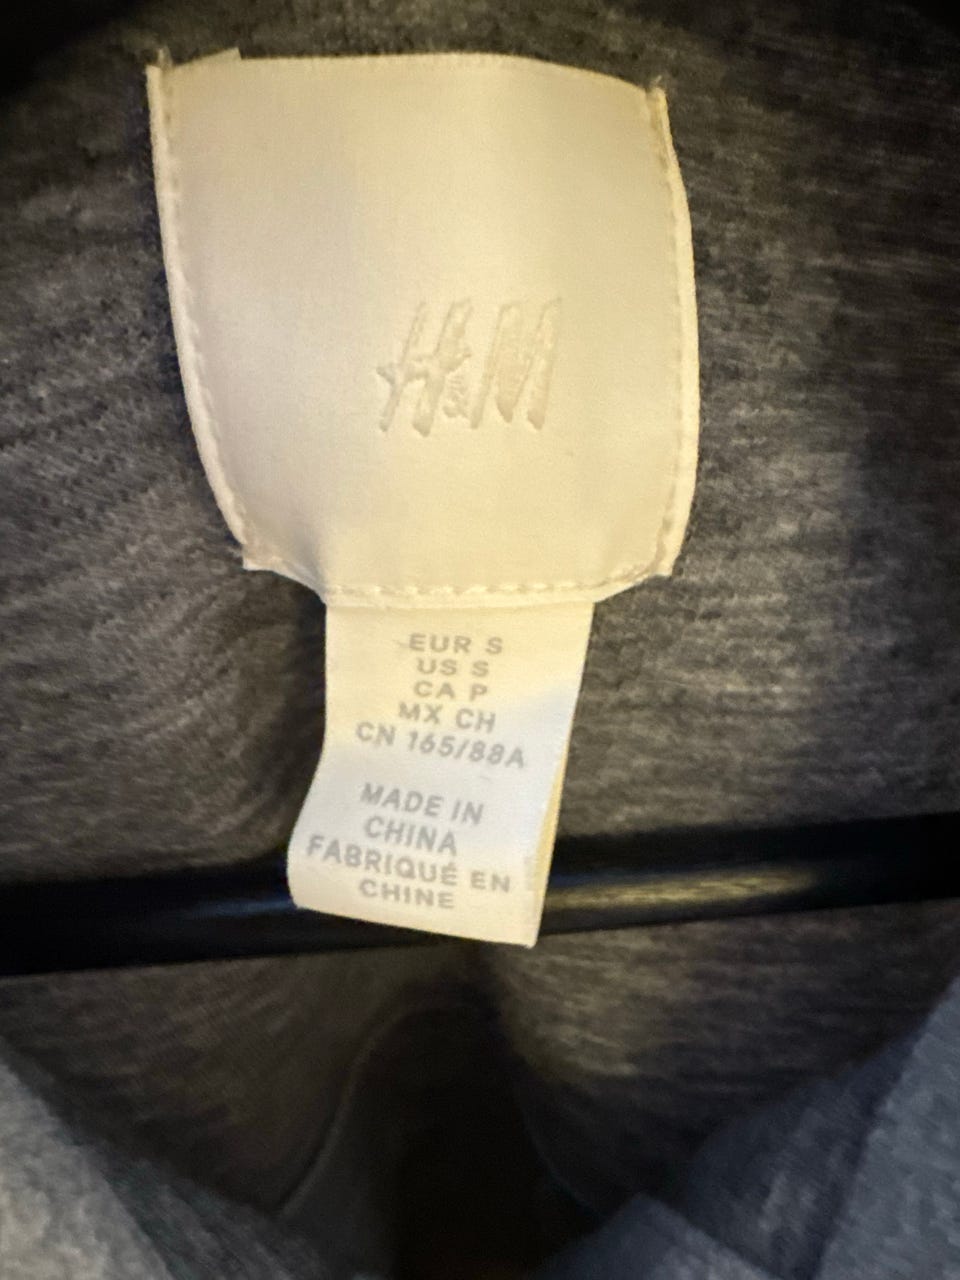 H&M
EUR S
US S
CA P
MX CH
CN 165/88A
MADE IN
CHINA
FABRIQUÉ EN
CHINE